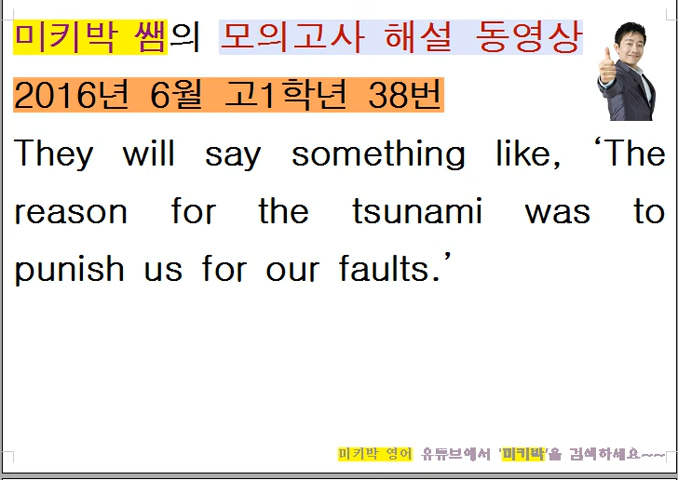 미키박 쌤의 모의고사 해설 동영상
2016년 6월 고1학년 38번
They will say something like, ‘The
reason for the tsunami was to
punish us for our faults.’
미키박 영어 유튜브에서 '미키박'을 검색하세요~~